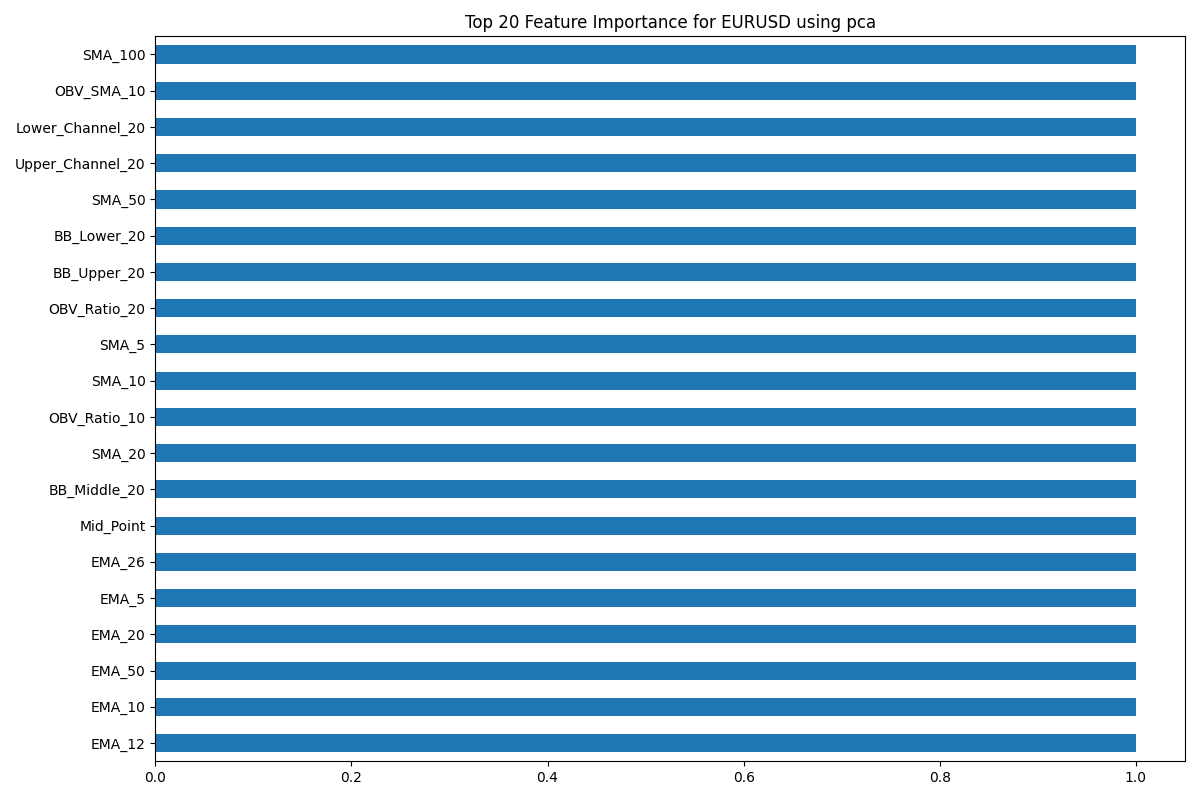 Top 20 Feature Importance for EURUSD using pca
SMA_100
OBV_SMA_10
Lower_Channel_20
Upper_Channel_20
SMA_50
BB_Lower_20
BB_Upper_20
OBV_Ratio_20
SMA_5
SMA_10
OBV_Ratio_10
SMA_20
BB_Middle_20
Mid_Point
EMA_26
EMA_5
EMA_20
EMA_50
EMA_10
EMA_12
0.0 0.2 0.4 0.6 0.8 1.0